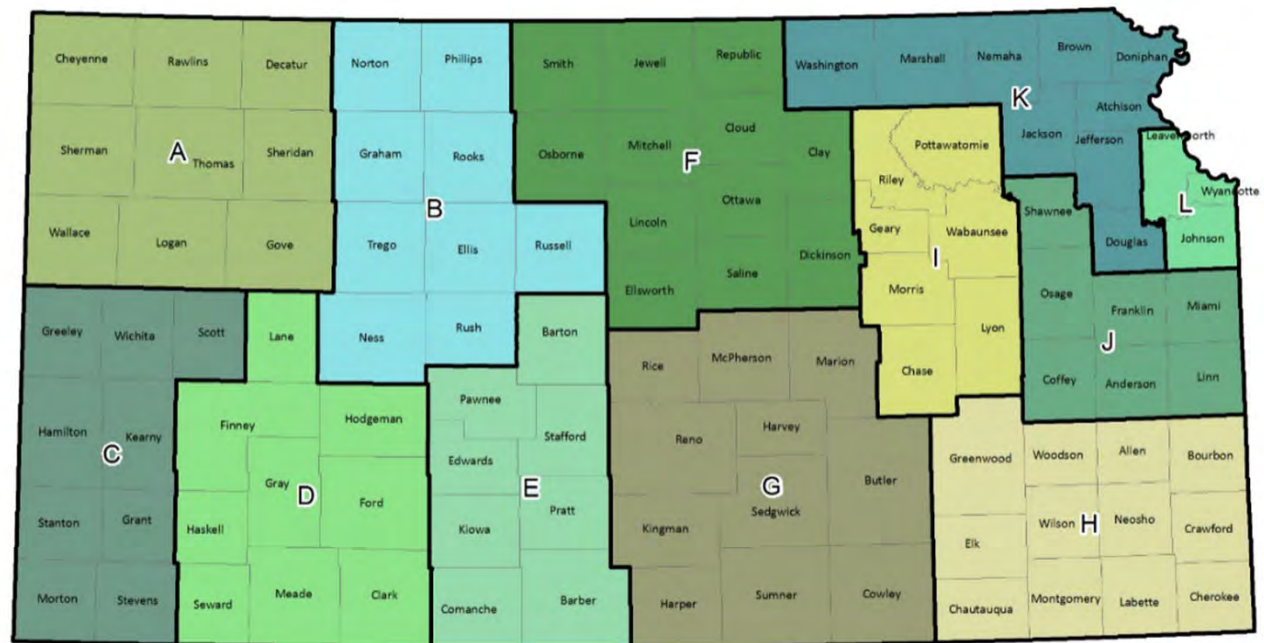 Cheyenne
Rawlins
Decatur
Norton
Phillips
Smith
Jewell
Republic
Washington
Marshall
Nemaha
Brown
Doniphan
K
Atchison
Sherman
A
Thomas
Sheridan
Graham
Rooks
Osborne
Mitchell
F
Cloud
Clay
Pottawatomie
Jackson
Jefferson
Leavenworth
Riley
Wyandotte
B
L
Wallace
Logan
Gove
Trego
Ellis
Russell
Lincoln
Ottawa
Geary
Wabaunsee
Shawnee
Douglas
Johnson
I
Saline
Dickinson
Ellsworth
Morris
Osage
Franklin
Miami
Greeley
Wichita
Scott
Lane
Ness
Rush
Barton
Rice
McPherson
Marion
Lyon
J
Chase
Coffey
Anderson
Linn
Hamilton
Kearny
C
Finney
Hodgeman
Pawnee
Stafford
Reno
Harvey
Greenwood
Woodson
Allen
Bourbon
Edwards
Gray
D
Ford
E
G
Butler
Sedgwick
Stanton
Grant
Haskell
Kiowa
Pratt
Kingman
Elk
Wilson
H
Neosho
Crawford
Morton
Stevens
Seward
Meade
Clark
Comanche
Barber
Harper
Sumner
Cowley
Chautauqua
Montgomery
Labette
Cherokee